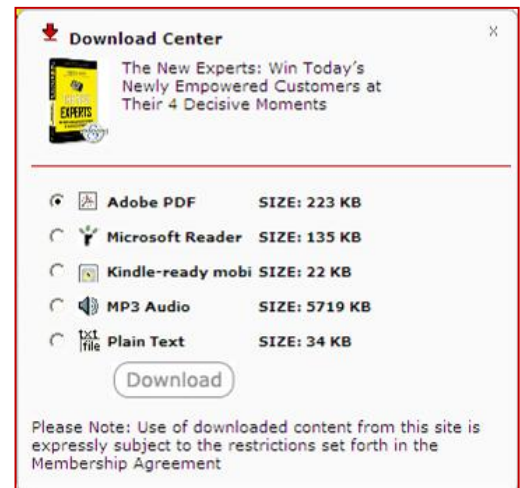 Download Center
X
The New Experts: Win Today's
Newly Empowered Customers at
Their 4 Decisive Moments
EXPERTS
Adobe PDF SIZE: 223 KB
Microsoft Reader SIZE: 135 KB
Kindle-ready mobi SIZE: 22 KB
MP3 Audio SIZE: 5719 KB
txt
file Plain Text SIZE: 34 KB
Download
Please Note: Use of downloaded content from this site is
expressly subject to the restrictions set forth in the
Membership Agreement